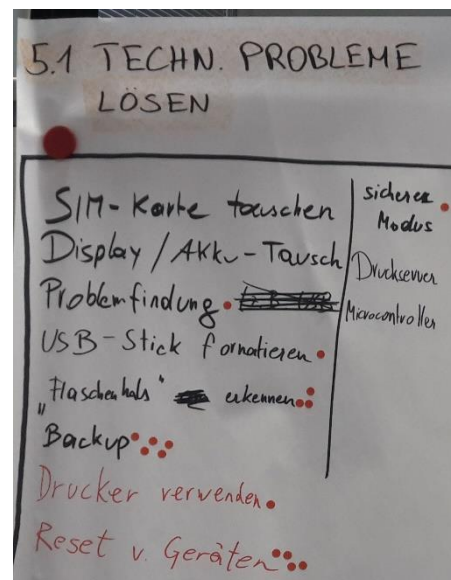 5.1 TECHN. PROBLEME
LÖSEN
SIM-Karte tauschen
Display / Akku-Tausch
Problemfindung
USB-Stick formatieren
"Flaschenhals" erkennen
Backup
Drucker verwenden
Reset v. Geräten
sicherer
Modus
Druckserver
Microcontroller